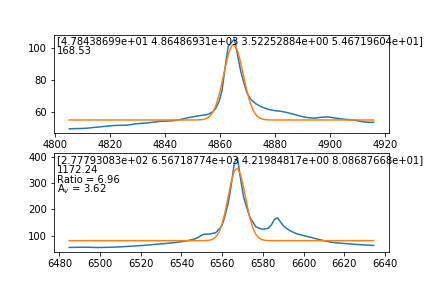 [4.78438699e+01 4.86486931e+03 3.52252884e+00 5.46719604e+01]
168.53
100
80
60
4800 4820 4840 4860 4880 4900 4920
[2.77793083e+02 6.56718774e+03 4.21984817e+00 8.08687668e+01]
1172.24
Ratio = 6.96
Aᵥ = 3.62
400
300
200
100
6480 6500 6520 6540 6560 6580 6600 6620 6640